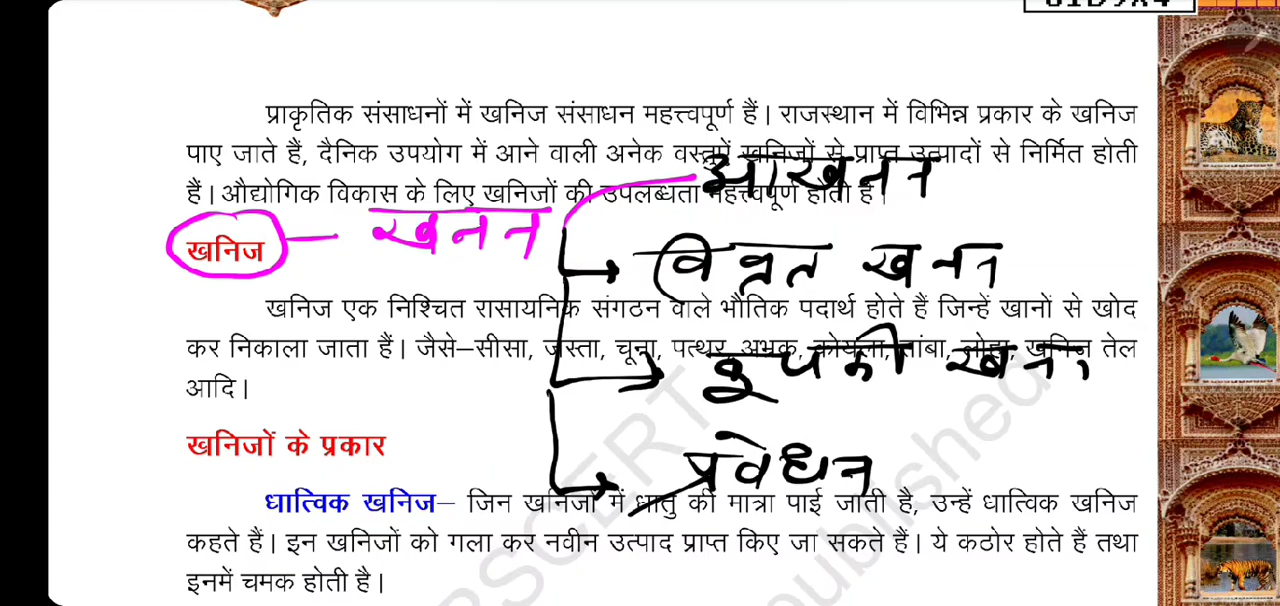 प्राकृतिक संसाधनों में खनिज संसाधन महत्त्वपूर्ण हैं। राजस्थान में विभिन्न प्रकार के खनिज
पाए जाते हैं, दैनिक उपयोग में आने वाली अनेक वस्तुएँ खनिजों से प्राप्त उत्पादों से निर्मित होती
हैं। औद्योगिक विकास के लिए खनिजों की उपलब्धता महत्त्वपूर्ण होती है।
खनिज
खनन
विवृत खनन
खनिज एक निश्चित रासायनिक संगठन वाले भौतिक पदार्थ होते हैं जिन्हें खानों से खोद
कर निकाला जाता हैं। जैसे–सीसा, जस्ता, चूना, पत्थर, अभ्रक, कोयला, तांबा, लोहा, खनिज तेल
कूपकी खनन
आदि।
खनिजों के प्रकार
प्रवेधन
धात्विक खनिज– जिन खनिजों में धातु की मात्रा पाई जाती है, उन्हें धात्विक खनिज
कहते हैं। इन खनिजों को गला कर नवीन उत्पाद प्राप्त किए जा सकते हैं। ये कठोर होते हैं तथा
इनमें चमक होती है।
published